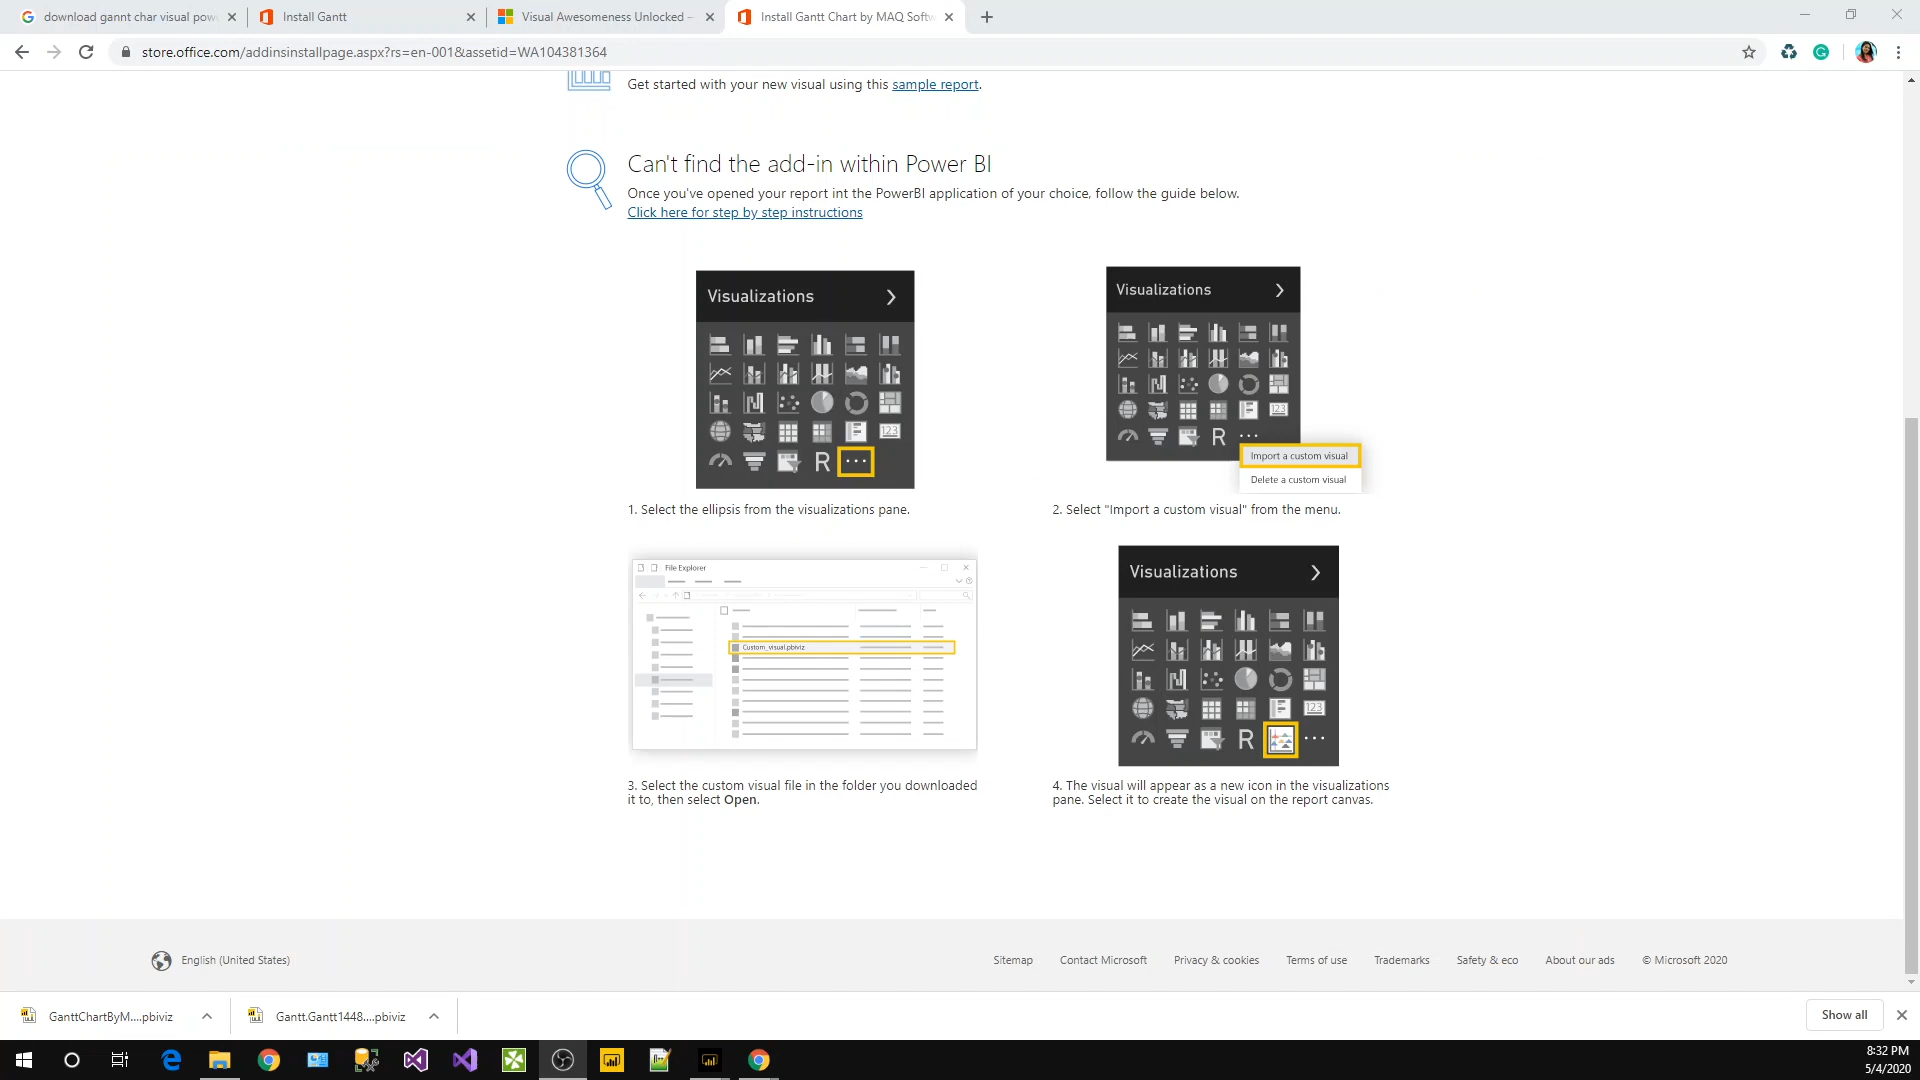 download gannt char visual pow
Install Gantt
Visual Awesomeness Unlocked –
Install Gantt Chart by MAQ Softw
store.office.com/addinsinstallpage.aspx?rs=en-001&assetid=WA104381364
Get started with your new visual using this sample report.
Can't find the add-in within Power BI
Once you've opened your report int the PowerBI application of your choice, follow the guide below.
Click here for step by step instructions
Visualizations
R
123
Visualizations
R
123
Import a custom visual
Delete a custom visual
1. Select the ellipsis from the visualizations pane.
2. Select "Import a custom visual" from the menu.
File Explorer
Custom_visual.pbiviz
Visualizations
R
123
3. Select the custom visual file in the folder you downloaded
it to, then select Open.
4. The visual will appear as a new icon in the visualizations
pane. Select it to create the visual on the report canvas.
English (United States)
Sitemap
Contact Microsoft
Privacy & cookies
Terms of use
Trademarks
Safety & eco
About our ads
© Microsoft 2020
GanttChartByM....pbiviz
Gantt.Gantt1448....pbiviz
Show all
8:32 PM
5/4/2020